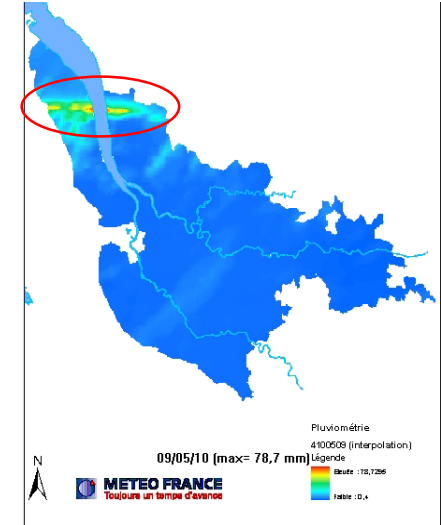 Pluviométrie
4100509 (interpolation)
Légende
Elevée : 78,7296
Faible : 0,4
09/05/10 (max= 78,7 mm)
N
METEO FRANCE
Toujours un temps d'avance